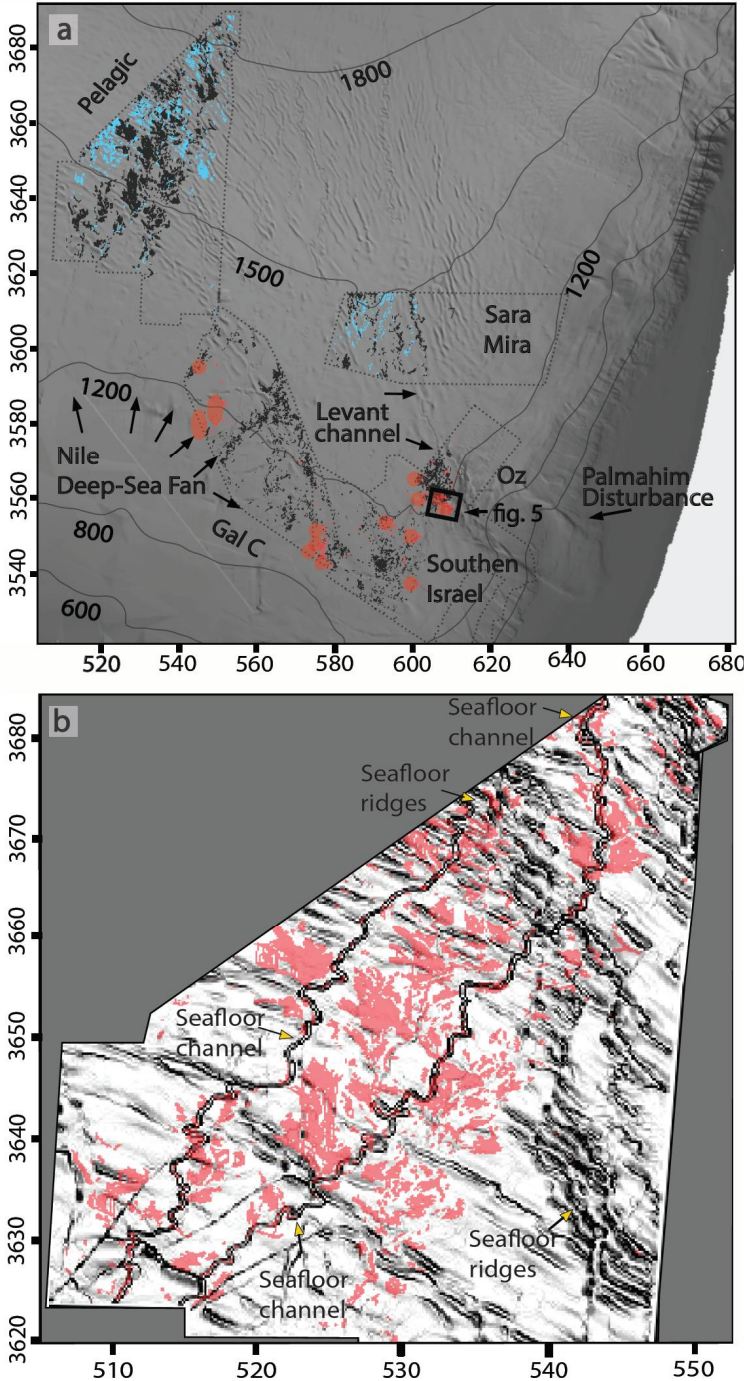 a
3680
3660
3640
3620
3600
3580
3560
3540
Pelagic
1800
1500
1200
Sara
Mira
1200
Levant
channel
Nile
Deep-Sea Fan
Oz
Palmahim
Disturbance
fig. 5
Gal C
800
Southen
Israel
600
520 540 560 580 600 620 640 660 680
b
3680
3670
3660
3650
3640
3630
3620
Seafloor
channel
Seafloor
ridges
Seafloor
channel
Seafloor
ridges
Seafloor
channel
510 520 530 540 550